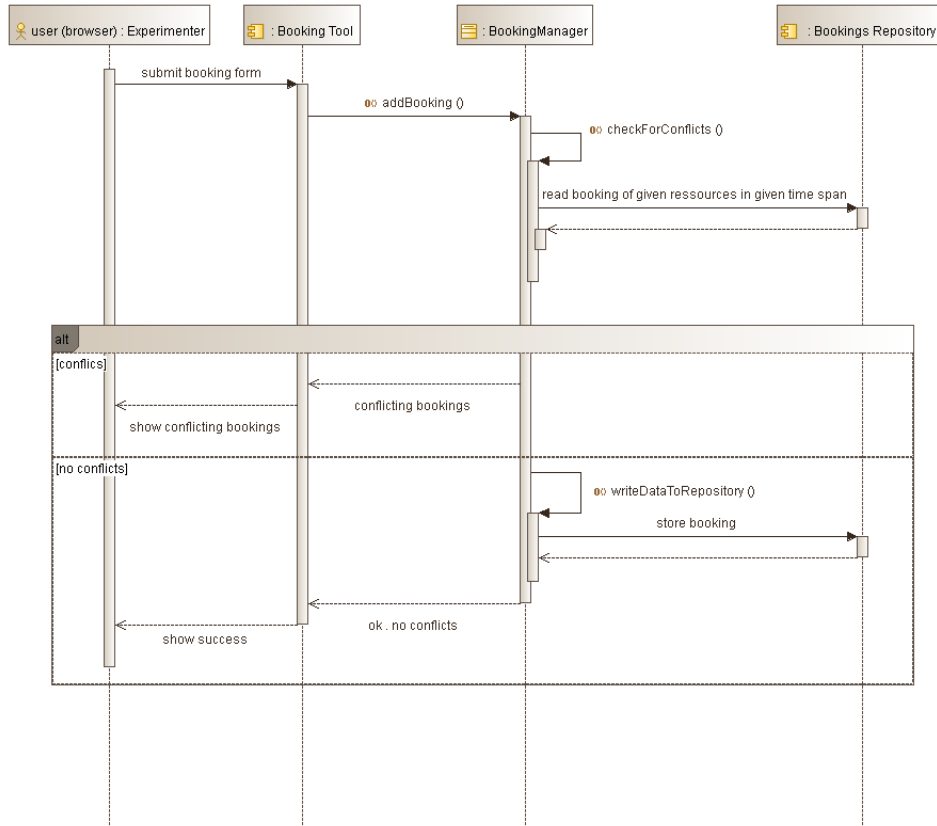 user (browser) : Experimenter
: Booking Tool
: BookingManager
: Bookings Repository
submit booking form
addBooking ()
checkForConflicts ()
read booking of given ressources in given time span
alt
[conflics]
conflicting bookings
show conflicting bookings
[no conflicts]
writeDataToRepository ()
store booking
ok . no conflicts
show success